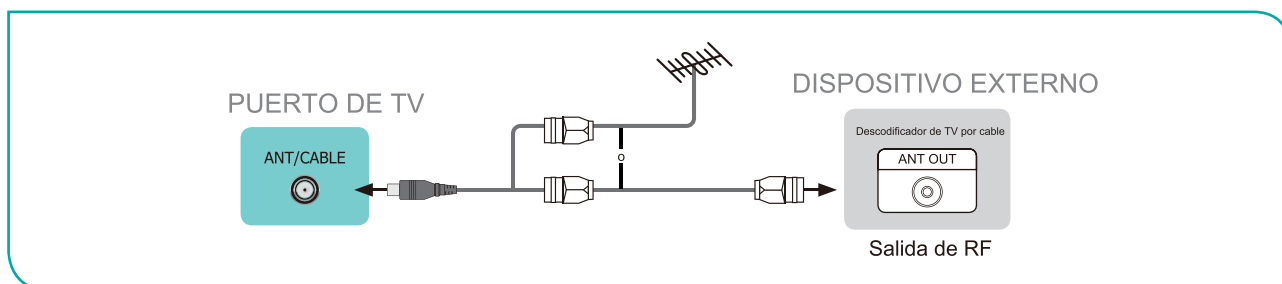 PUERTO DE TV
ANT/CABLE
o
DISPOSITIVO EXTERNO
Descodificador de TV por cable
ANT OUT
Salida de RF